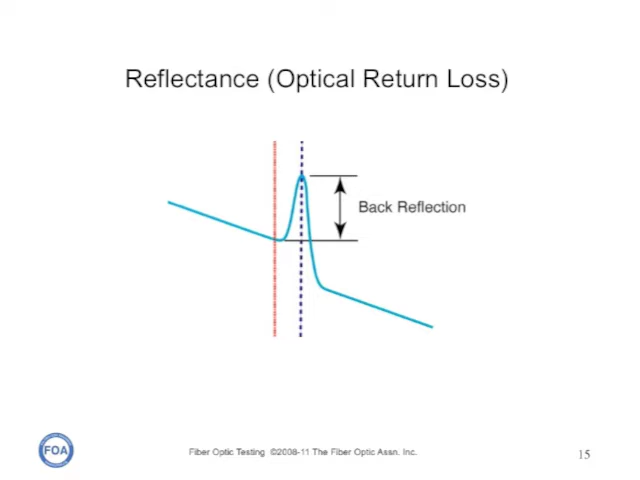 Reflectance (Optical Return Loss)
Back Reflection
FOA
Fiber Optic Testing ©2008-11 The Fiber Optic Assn. Inc.
15